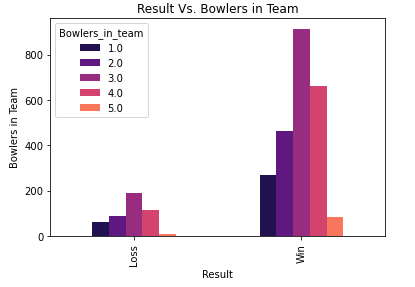 Result Vs. Bowlers in Team
Bowlers_in_team
1.0
2.0
3.0
4.0
5.0
Bowlers in Team
800
600
400
200
0
Loss
Win
Result